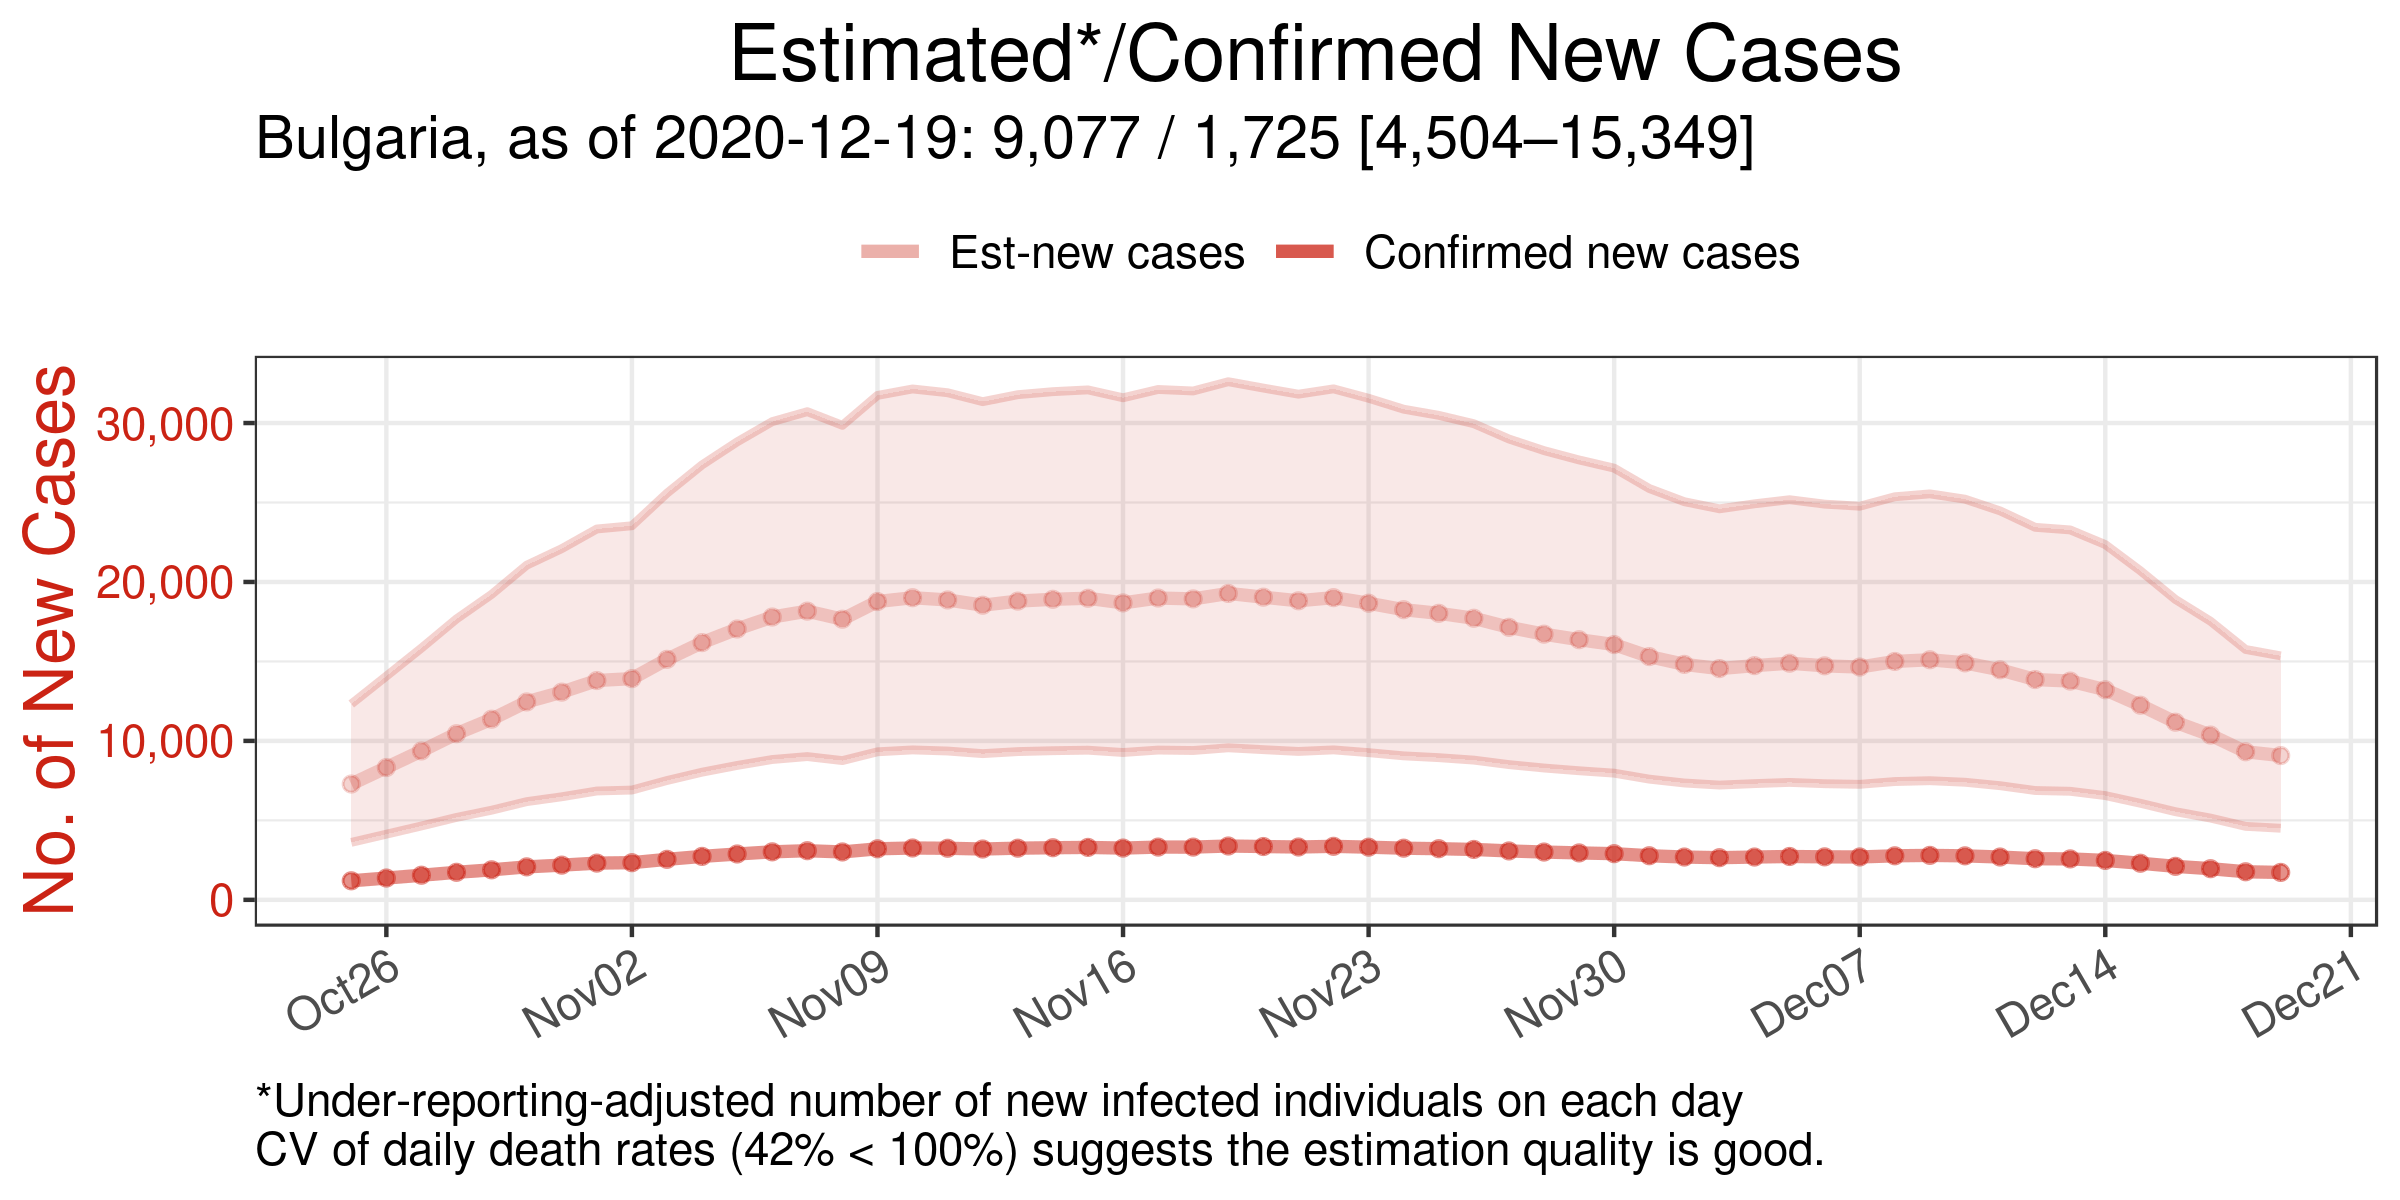 Estimated*/Confirmed New Cases
Bulgaria, as of 2020-12-19: 9,077 / 1,725 [4,504–15,349]
Est-new cases
Confirmed new cases
No. of New Cases
30,000
20,000
10,000
0
Oct26
Nov02
Nov09
Nov16
Nov23
Nov30
Dec07
Dec14
Dec21
*Under-reporting-adjusted number of new infected individuals on each day
CV of daily death rates (42% < 100%) suggests the estimation quality is good.